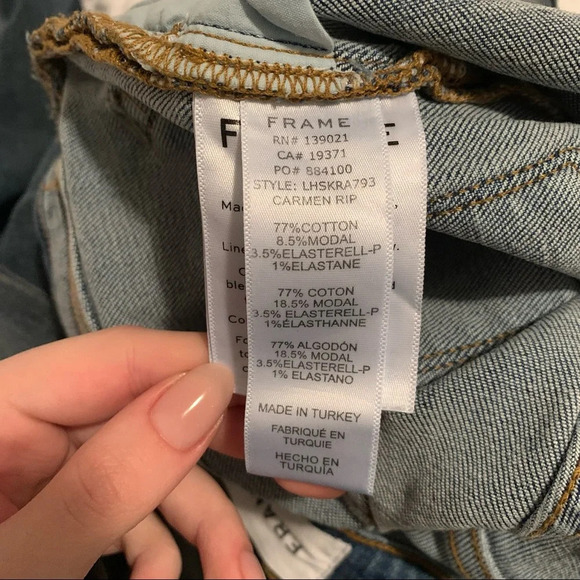 FRAME
RN# 139021
CA# 19371
PO# 884100
STYLE: LHSKRA793
CARMEN RIP
77%COTTON
8.5%MODAL
3.5%ELASTERELL-P
1%ELASTANE
77% COTON
18.5% MODAL
3.5% ELASTERELL-P
1%ÉLASTHANNE
77% ALGODÓN
18.5% MODAL
3.5%ELASTERELL-P
1% ELASTANO
MADE IN TURKEY
FABRIQUÉ EN
TURQUIE
HECHO EN
TURQUÍA